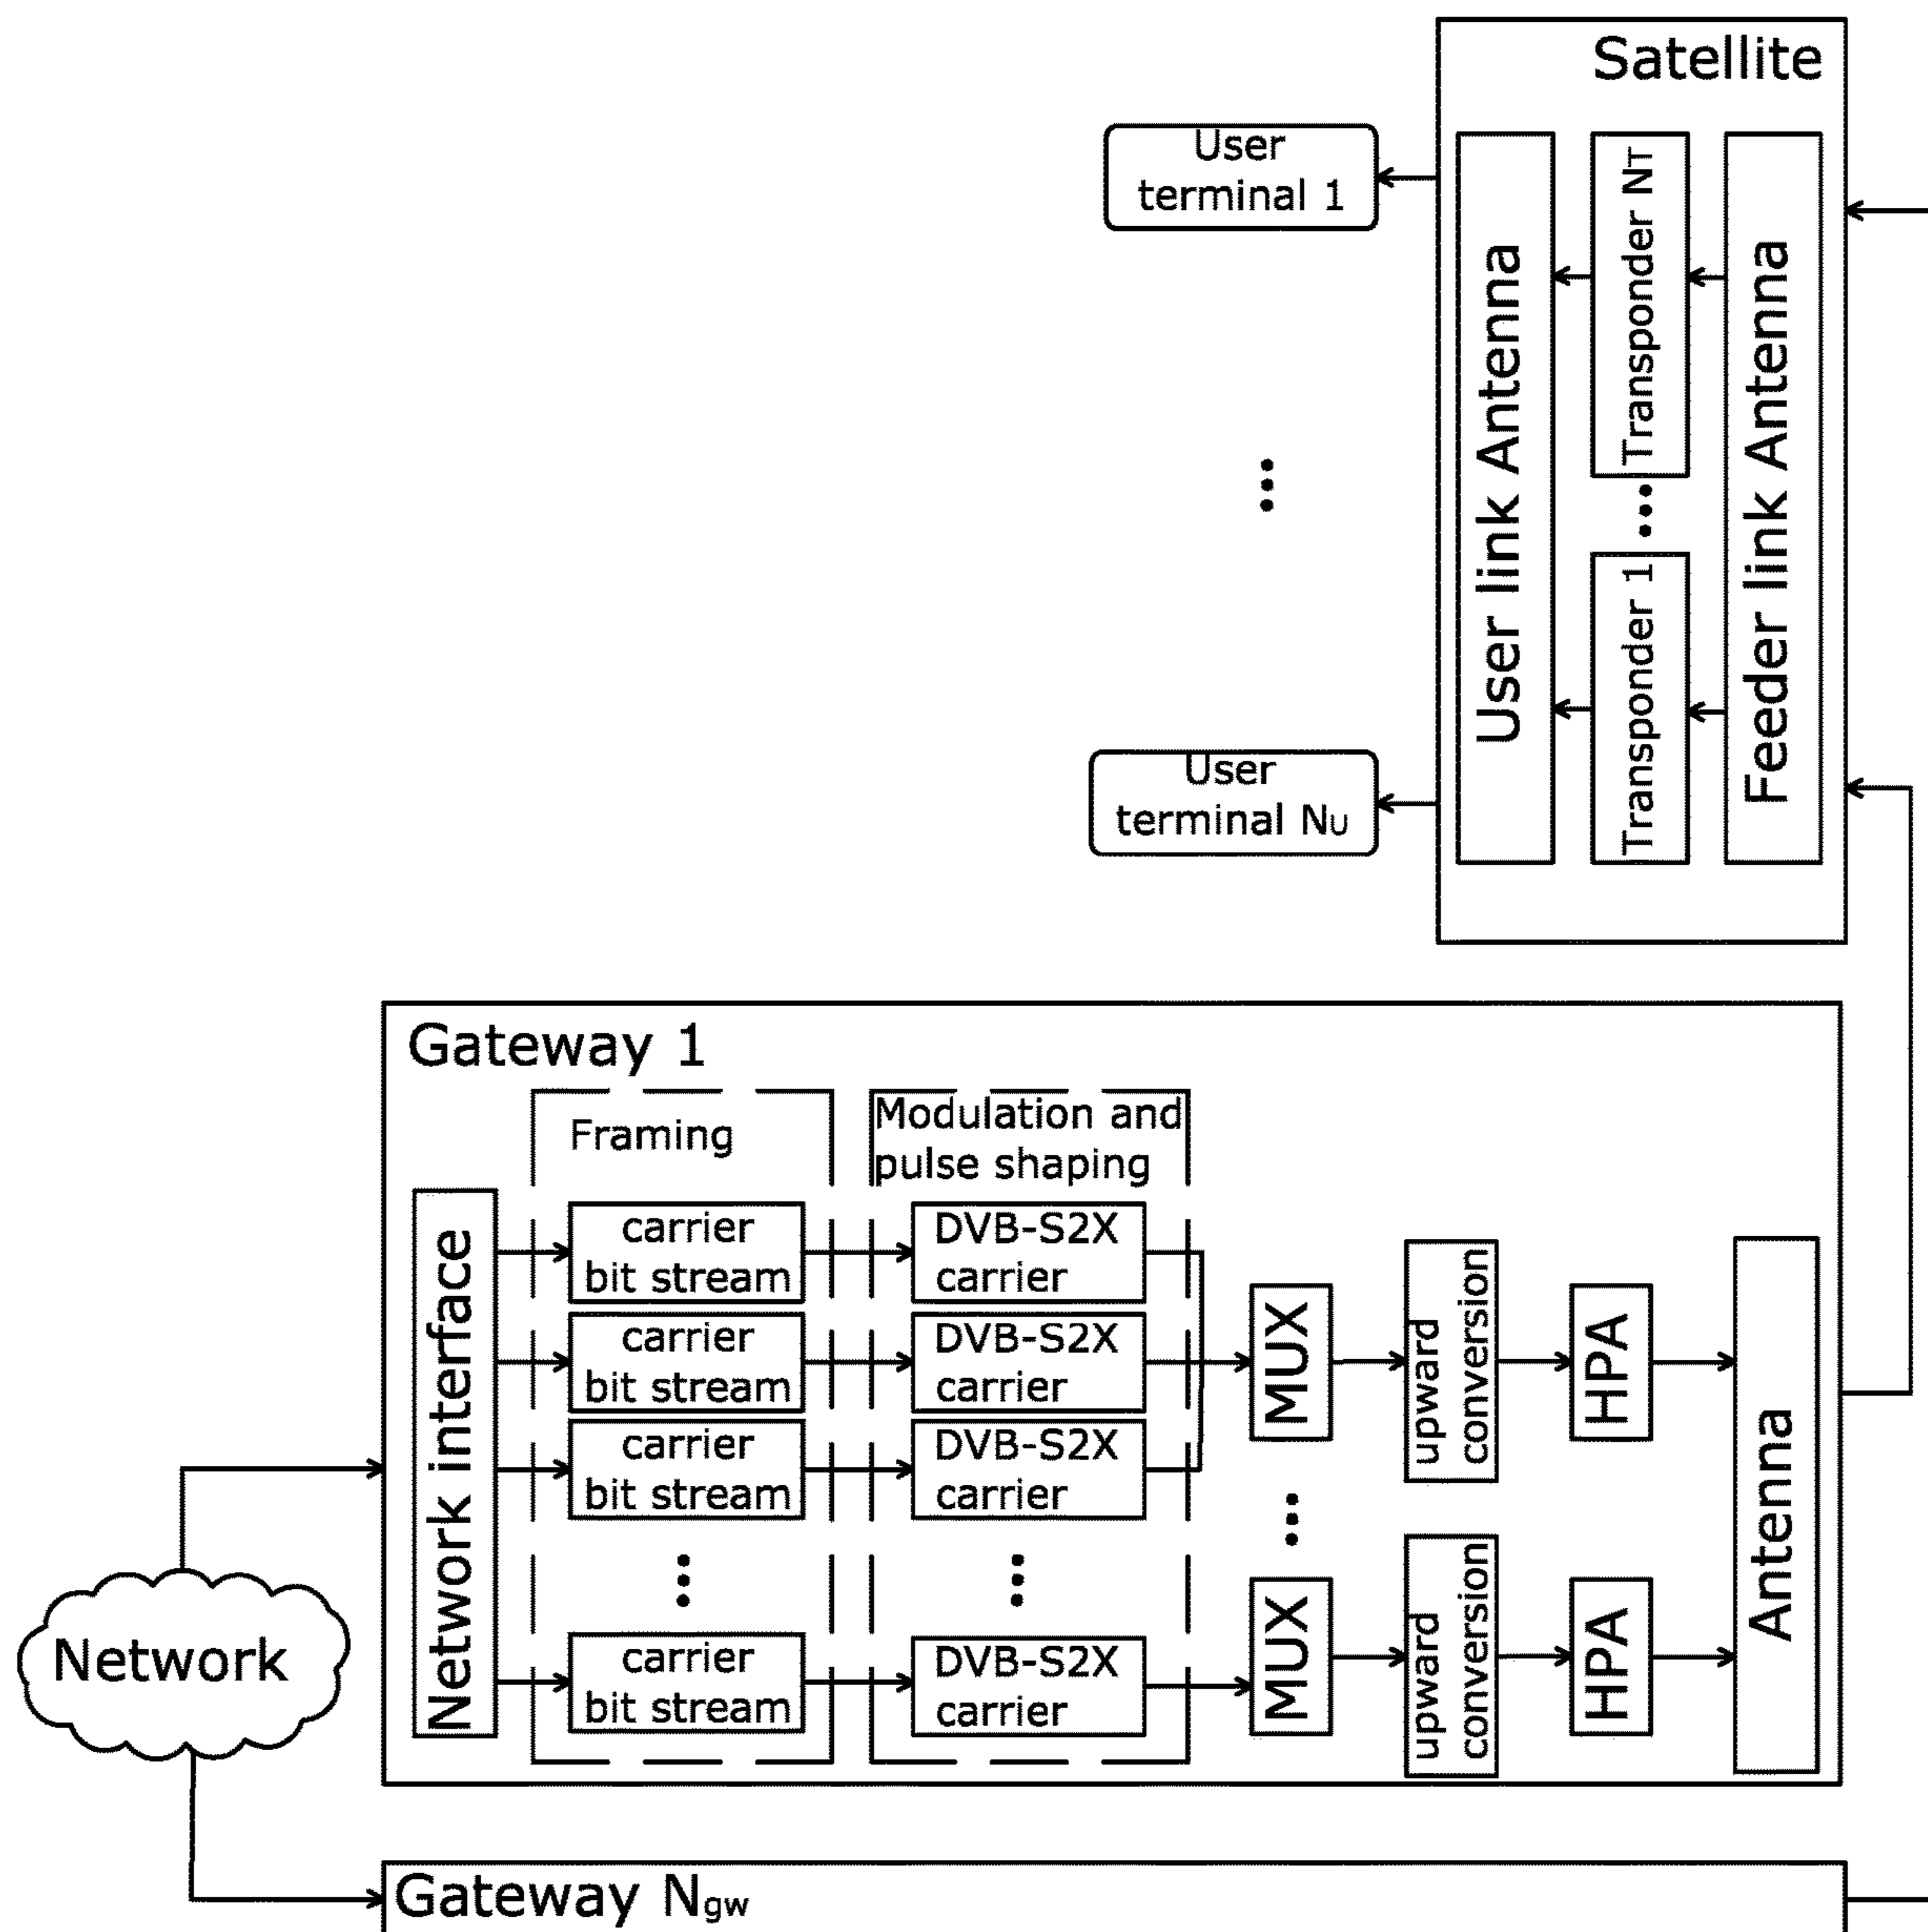 Satellite
User
terminal 1
User link Antenna
Transponder NT
Transponder 1
Feeder link Antenna
User
terminal NU
Gateway 1
Framing
Modulation and
pulse shaping
Network interface
carrier
bit stream
DVB-S2X
carrier
carrier
bit stream
DVB-S2X
carrier
carrier
bit stream
DVB-S2X
carrier
carrier
bit stream
DVB-S2X
carrier
MUX
upward
conversion
HPA
MUX
upward
conversion
HPA
Antenna
Network
Gateway Ngw